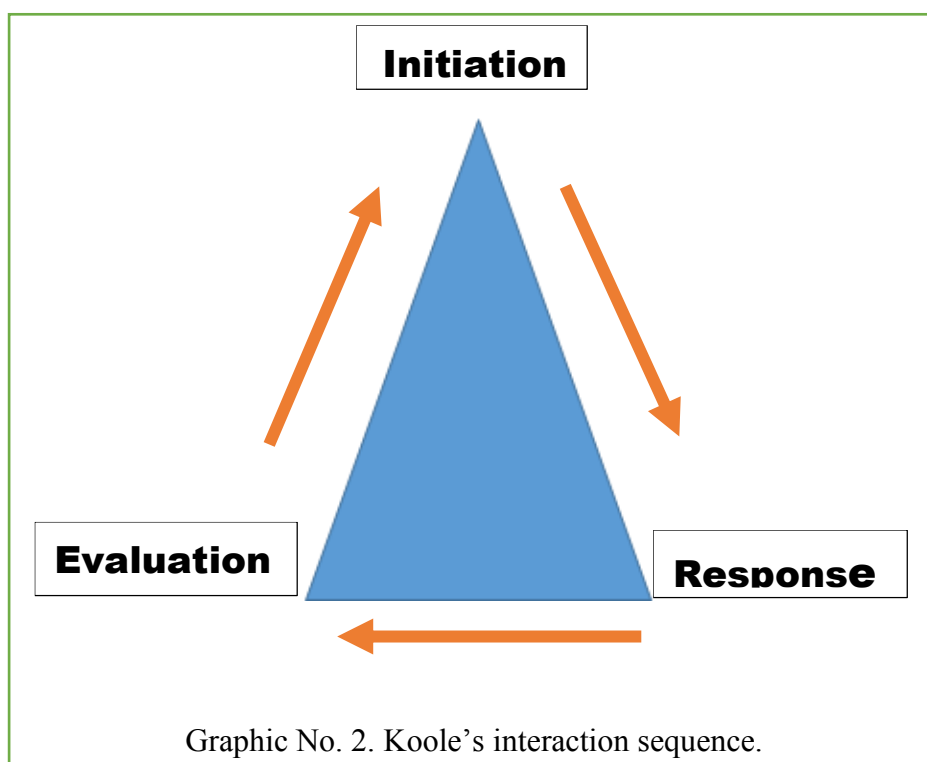 Initiation
Evaluation
Response
Graphic No. 2. Koole’s interaction sequence.